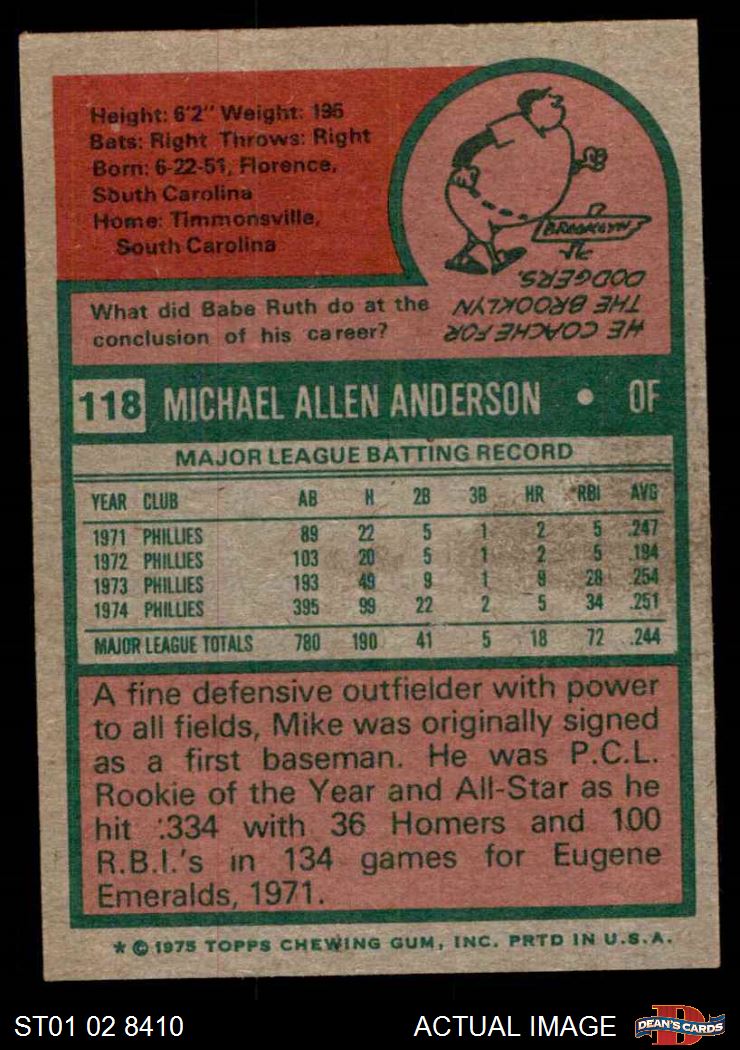 Height: 6'2" Weight: 195
Bats: Right Throws: Right
Born: 6-22-51, Florence,
South Carolina
Home: Timmonsville,
South Carolina
What did Babe Ruth do at the
conclusion of his career?
HE COACHE FOR
THE BROOKLYN
DODGERS.
BROOKLYN
118 MICHAEL ALLEN ANDERSON • OF
MAJOR LEAGUE BATTING RECORD
YEAR CLUB AB H 2B 3B HR RBI AVG
1971 PHILLIES 89 22 5 1 2 5 .247
1972 PHILLIES 103 20 5 1 2 5 .194
1973 PHILLIES 193 49 9 1 9 28 .254
1974 PHILLIES 395 99 22 2 5 34 .251
MAJOR LEAGUE TOTALS 780 190 41 5 18 72 .244
A fine defensive outfielder with power
to all fields, Mike was originally signed
as a first baseman. He was P.C.L.
Rookie of the Year and All-Star as he
hit .334 with 36 Homers and 100
R.B.I.'s in 134 games for Eugene
Emeralds, 1971.
* © 1975 TOPPS CHEWING GUM, INC. PRTD IN U.S.A.
ST01 02 8410 ACTUAL IMAGE D DEAN'S CARDS